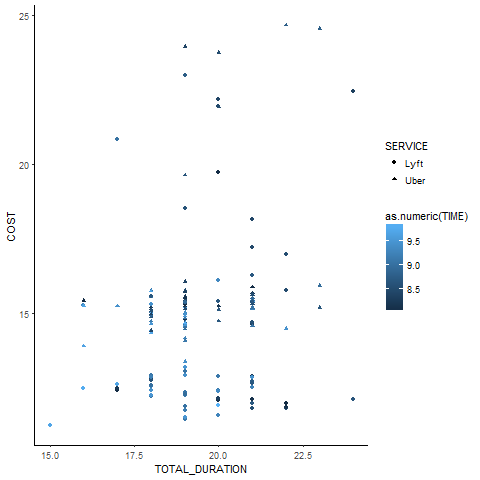 25
20
15
COST
15.0
17.5
20.0
22.5
TOTAL_DURATION
SERVICE
Lyft
Uber
as.numeric(TIME)
9.5
9.0
8.5